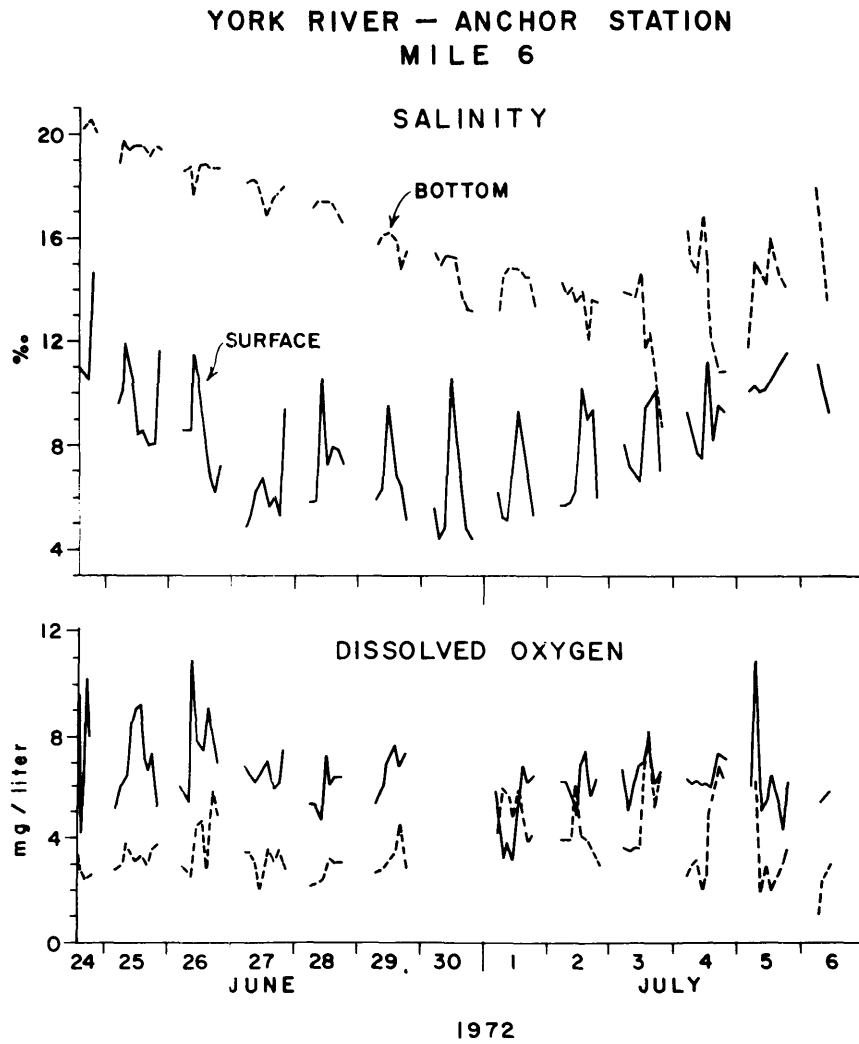 YORK RIVER — ANCHOR STATION
MILE 6
SALINITY
20
16
12
8
4
‰
BOTTOM
SURFACE
DISSOLVED OXYGEN
12
8
4
0
mg / liter
24 25 26 27 28 29. 30 1 2 3 4 5 6
JUNE JULY
1972